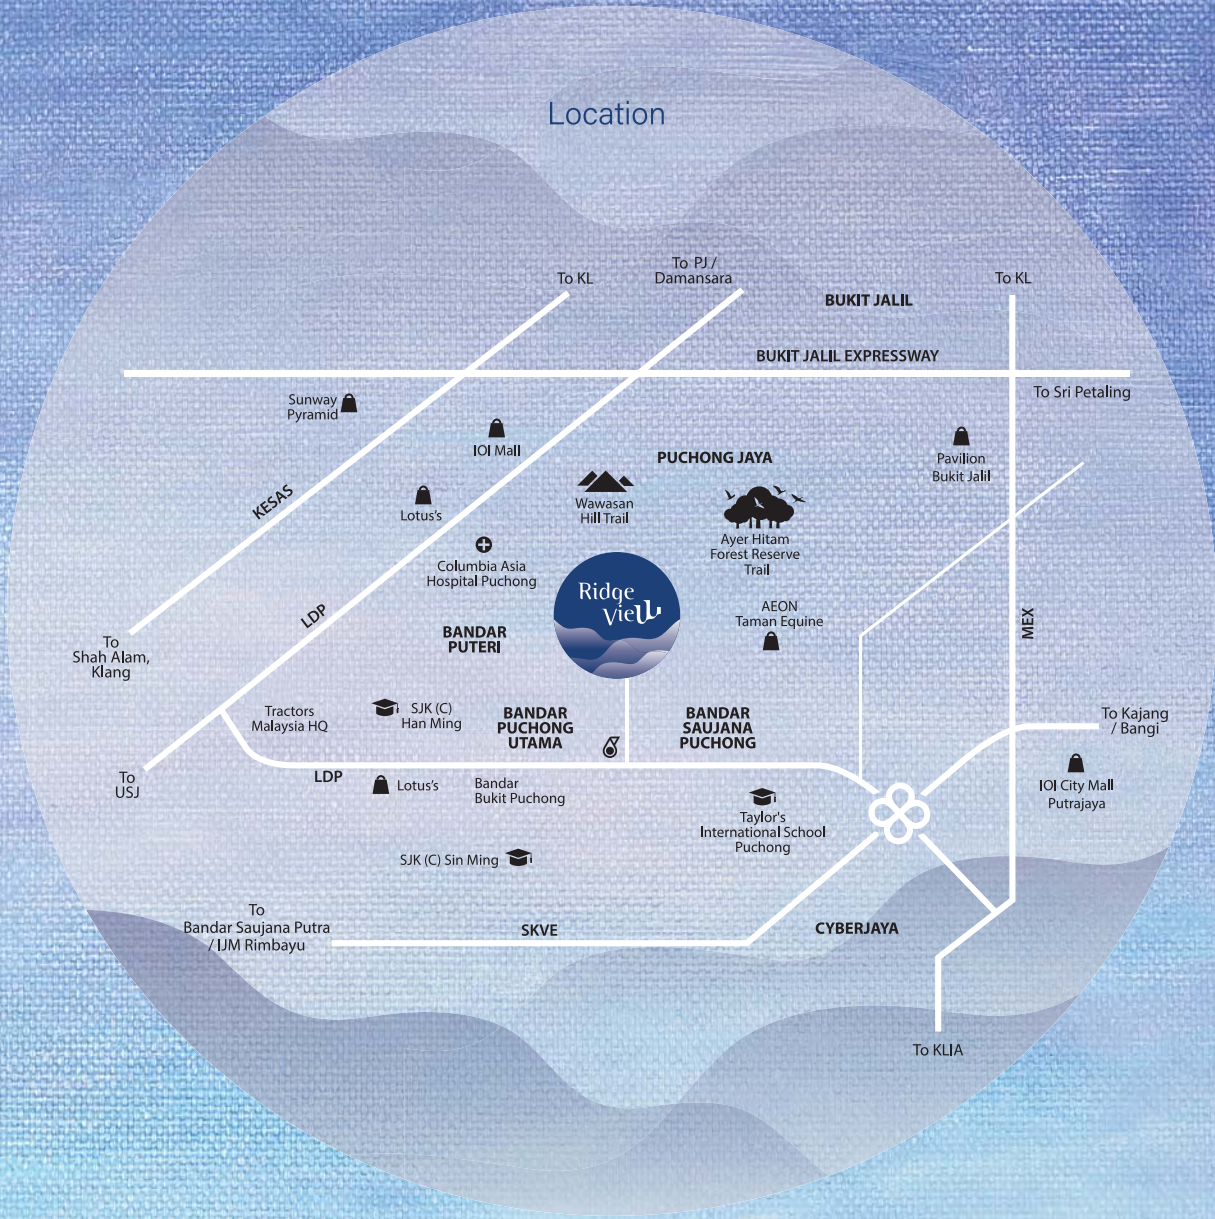 Location
To KL
To PJ /
Damansara
BUKIT JALIL
To KL
BUKIT JALIL EXPRESSWAY
To Sri Petaling
Sunway
Pyramid
IOI Mall
PUCHONG JAYA
Pavilion
Bukit Jalil
KESAS
Lotus's
Wawasan
Hill Trail
Ayer Hitam
Forest Reserve
Trail
Columbia Asia
Hospital Puchong
Ridge
View
AEON
Taman Equine
LDP
MEX
BANDAR
PUTERI
To
Shah Alam,
Klang
Tractors
Malaysia HQ
SJK (C)
Han Ming
BANDAR
PUCHONG
UTAMA
BANDAR
SAUJANA
PUCHONG
To Kajang
/ Bangi
To
USJ
LDP
Lotus's
Bandar
Bukit Puchong
IOI City Mall
Putrajaya
Taylor's
International School
Puchong
SJK (C) Sin Ming
To
Bandar Saujana Putra
/ IJM Rimbayu
SKVE
CYBERJAYA
To KLIA